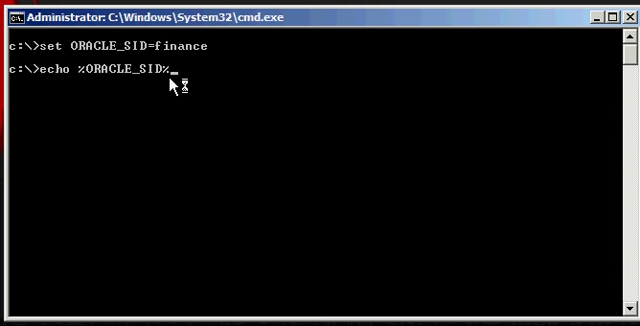 Administrator: C:\Windows\System32\cmd.exe
c:\>set ORACLE_SID=finance
c:\>echo %ORACLE_SID%_